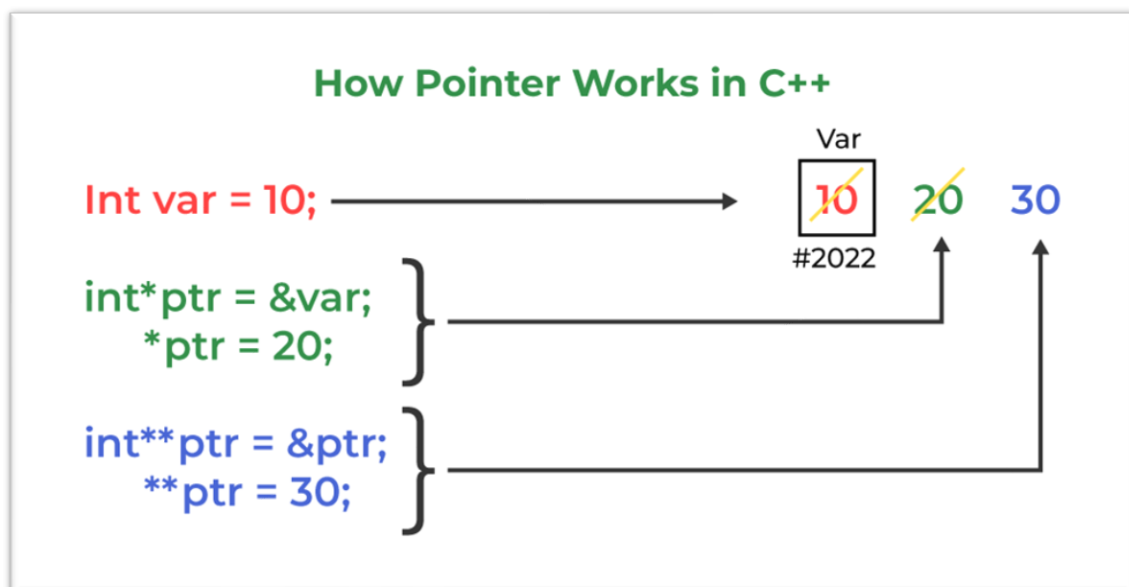 How Pointer Works in C++
Var
Int var = 10;
10 20 30
#2022
int*ptr = &var;
*ptr = 20;
int**ptr = &ptr;
**ptr = 30;